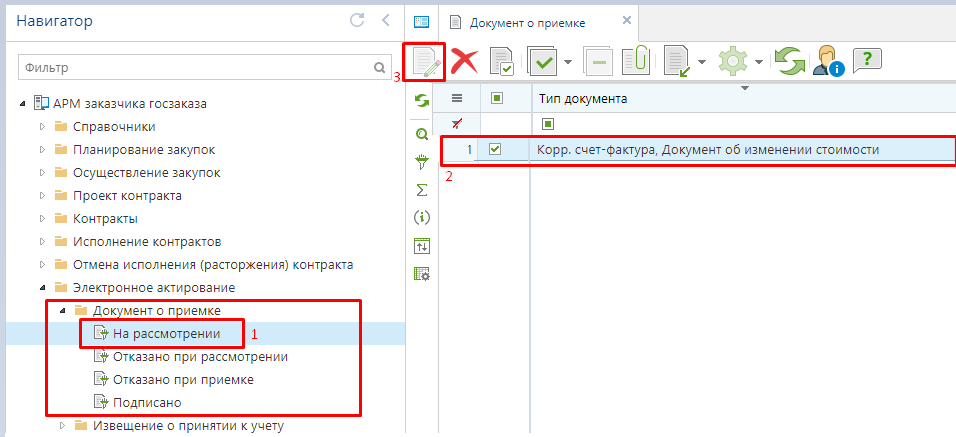 Навигатор
Документ о приемке
Фильтр
3
АРМ заказчика госзаказа
Справочники
Планирование закупок
Осуществление закупок
Проект контракта
Контракты
Исполнение контрактов
Отмена исполнения (расторжения) контракта
Электронное актирование
Документ о приемке
На рассмотрении
1
Отказано при рассмотрении
Отказано при приемке
Подписано
Извещение о принятии к учету
Тип документа
1 Корр. счет-фактура, Документ об изменении стоимости
2